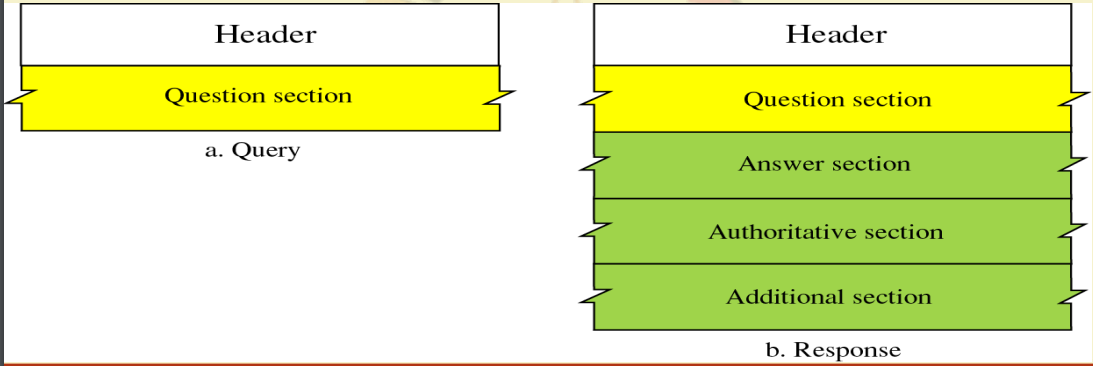 Header
Question section
a. Query
Header
Question section
Answer section
Authoritative section
Additional section
b. Response